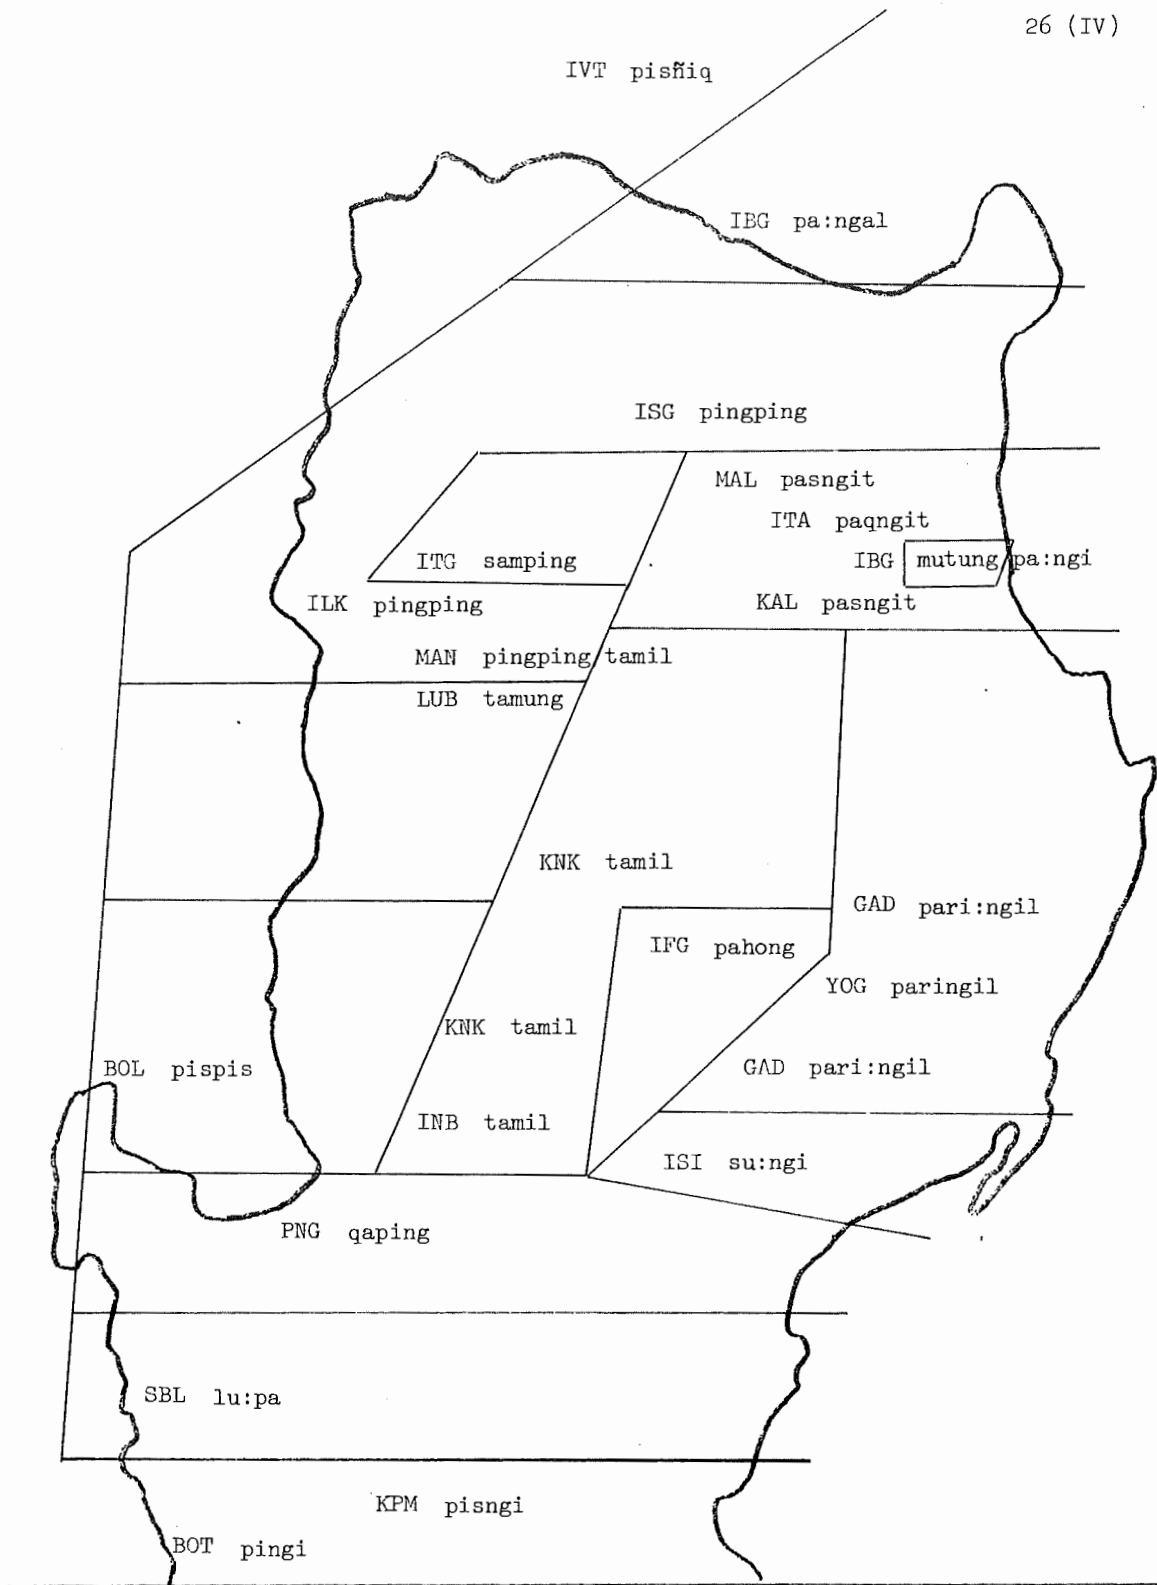 26 (IV)
IVT pisñiq
IBG pa:ngal
ISG pingping
MAL pasngit
ITA paqngit
ITG samping
IBG mutung pa:ngi
ILK pingping
KAL pasngit
MAN pingping/tamil
LUB tamung
KNK tamil
GAD pari:ngil
IFG pahong
YOG paringil
KNK tamil
BOL pispis
GAD pari:ngil
INB tamil
ISI su:ngi
PNG qaping
SBL lu:pa
KPM pisngi
BOT pingi